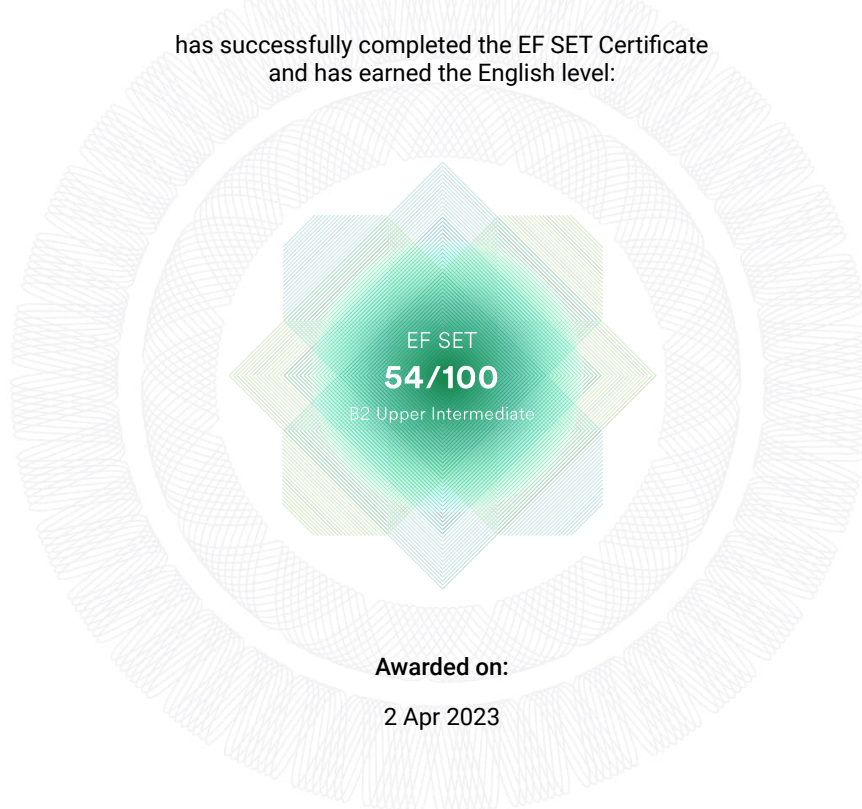 has successfully completed the EF SET Certificate
and has earned the English level:
EF SET
54/100
B2 Upper Intermediate
Awarded on:
2 Apr 2023